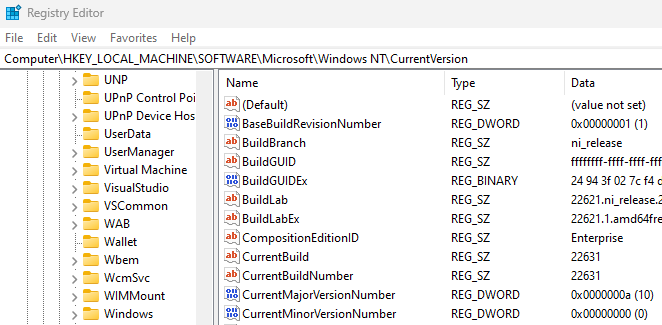 Registry Editor
File Edit View Favorites Help
Computer\HKEY_LOCAL_MACHINE\SOFTWARE\Microsoft\Windows NT\CurrentVersion
UNP
UPnP Control Poi
UPnP Device Hos
UserData
UserManager
Virtual Machine
VisualStudio
VSCommon
WAB
Wallet
Wbem
WcmSvc
WIMMount
Windows
Name Type Data
(Default) REG_SZ (value not set)
BaseBuildRevisionNumber REG_DWORD 0x00000001 (1)
BuildBranch REG_SZ ni_release
BuildGUID REG_SZ ffffffff-ffff-ffff-ffff
BuildGUIDEx REG_BINARY 24 94 3f 02 7c f4 d
BuildLab REG_SZ 22621.ni_release.2
BuildLabEx REG_SZ 22621.1.amd64fre
CompositionEditionID REG_SZ Enterprise
CurrentBuild REG_SZ 22631
CurrentBuildNumber REG_SZ 22631
CurrentMajorVersionNumber REG_DWORD 0x0000000a (10)
CurrentMinorVersionNumber REG_DWORD 0x00000000 (0)